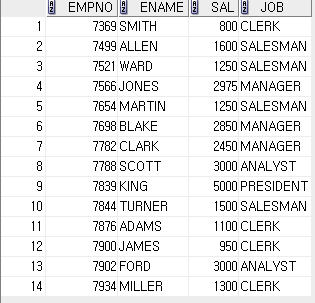 EMPNO ENAME SAL JOB
1 7369 SMITH 800 CLERK
2 7499 ALLEN 1600 SALESMAN
3 7521 WARD 1250 SALESMAN
4 7566 JONES 2975 MANAGER
5 7654 MARTIN 1250 SALESMAN
6 7698 BLAKE 2850 MANAGER
7 7782 CLARK 2450 MANAGER
8 7788 SCOTT 3000 ANALYST
9 7839 KING 5000 PRESIDENT
10 7844 TURNER 1500 SALESMAN
11 7876 ADAMS 1100 CLERK
12 7900 JAMES 950 CLERK
13 7902 FORD 3000 ANALYST
14 7934 MILLER 1300 CLERK